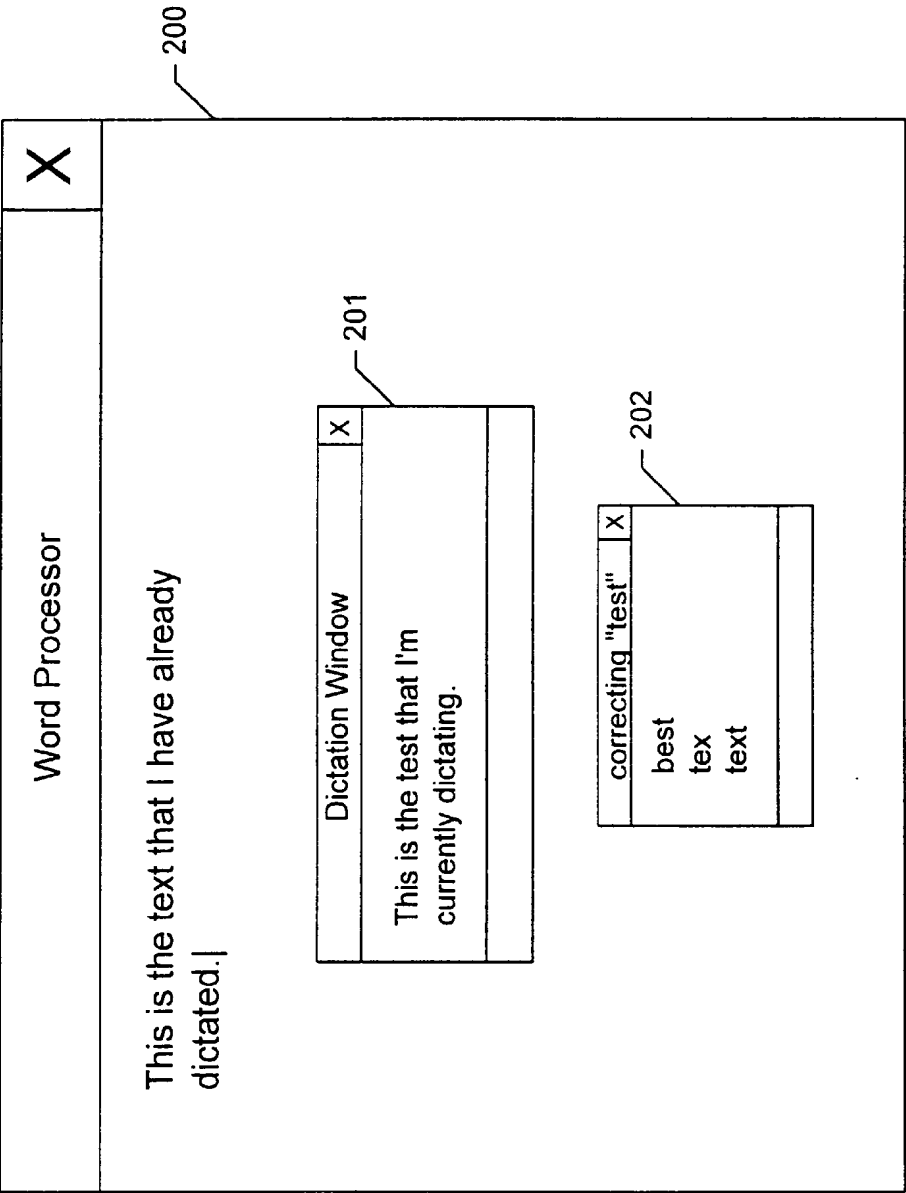 Word Processor
X
200
This is the text that I have already
dictated.|
Dictation Window
X
201
This is the test that I'm
currently dictating.
correcting "test"
X
202
best
tex
text